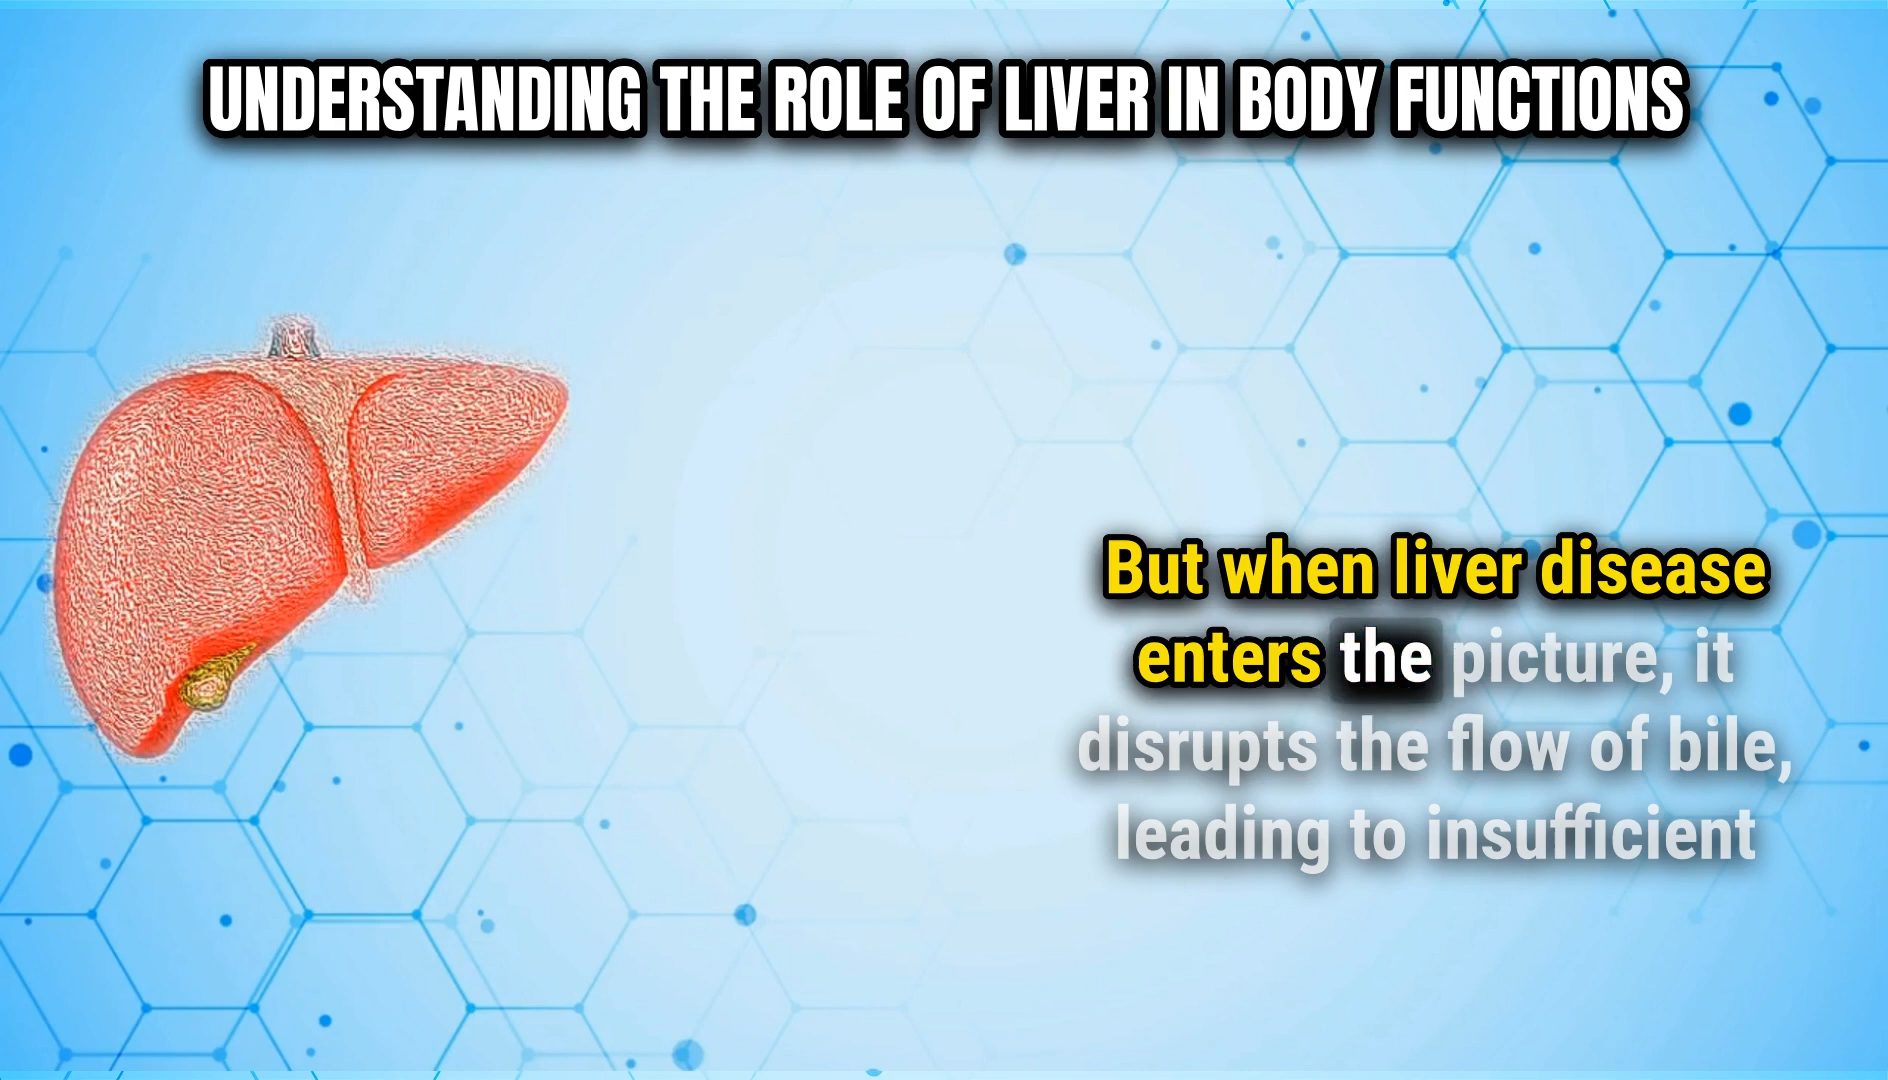 UNDERSTANDING THE ROLE OF LIVER IN BODY FUNCTIONS
But when liver disease
enters the picture, it
disrupts the flow of bile,
leading to insufficient